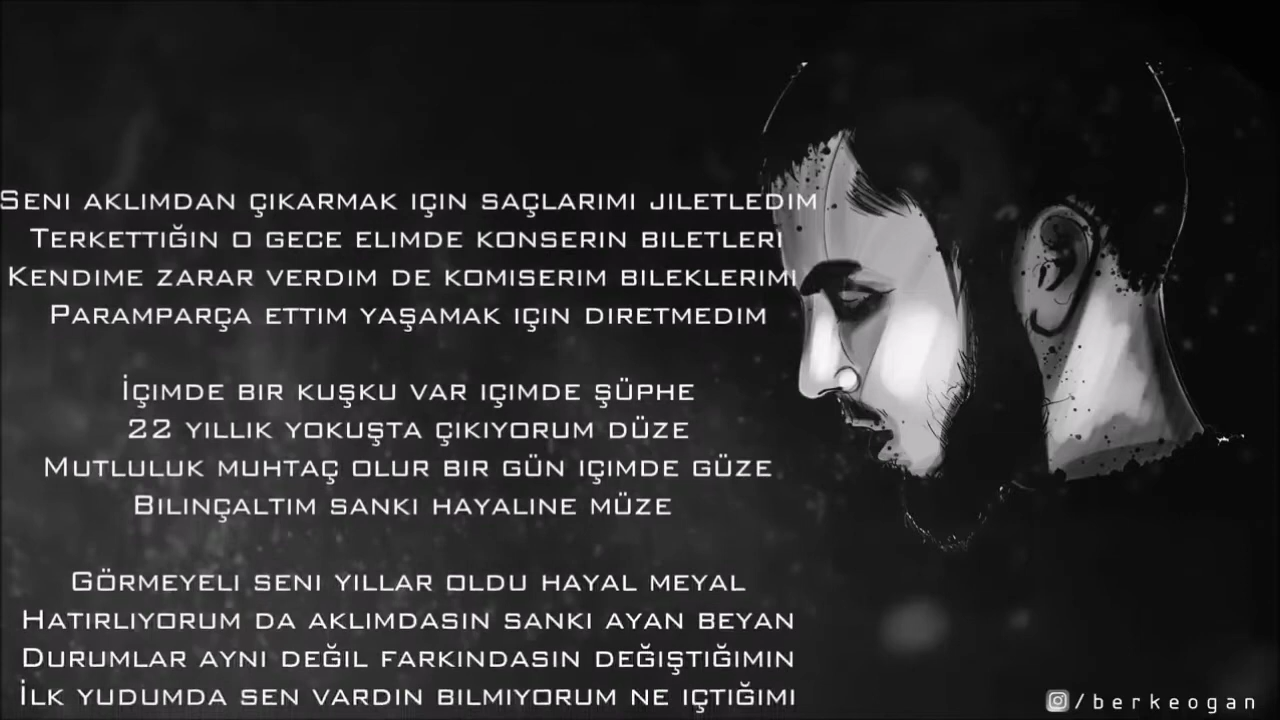 Seni aklımdan çıkarmak için saçlarımı jiletledim
Terkettiğin o gece elimde konserin biletleri
Kendime zarar verdim de komiserim bileklerimi
Paramparça ettim yaşamak için diretmedim
İçimde bir kuşku var içimde şüphe
22 yıllık yokuşta çıkıyorum düze
Mutluluk muhtaç olur bir gün içimde güze
Bilinçaltım sanki hayaline müze
Görmeyeli seni yıllar oldu hayal meyal
Hatırlıyorum da aklımdasın sanki ayan beyan
Durumlar aynı değil farkındasın değiştiğimin
İlk yudumda sen vardın bilmiyorum ne içtiğimi
/berkeogan